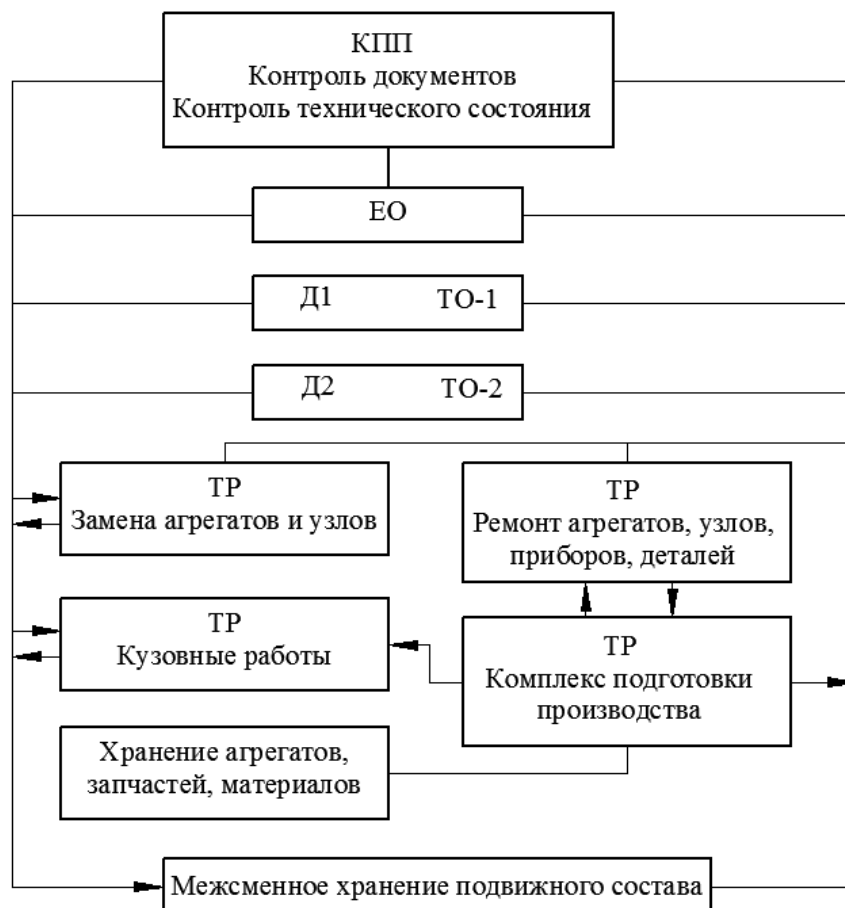 КПП
Контроль документов
Контроль технического состояния
ЕО
Д1 ТО-1
Д2 ТО-2
ТР
Замена агрегатов и узлов
ТР
Ремонт агрегатов, узлов,
приборов, деталей
ТР
Кузовные работы
ТР
Комплекс подготовки
производства
Хранение агрегатов,
запчастей, материалов
Межсменное хранение подвижного состава